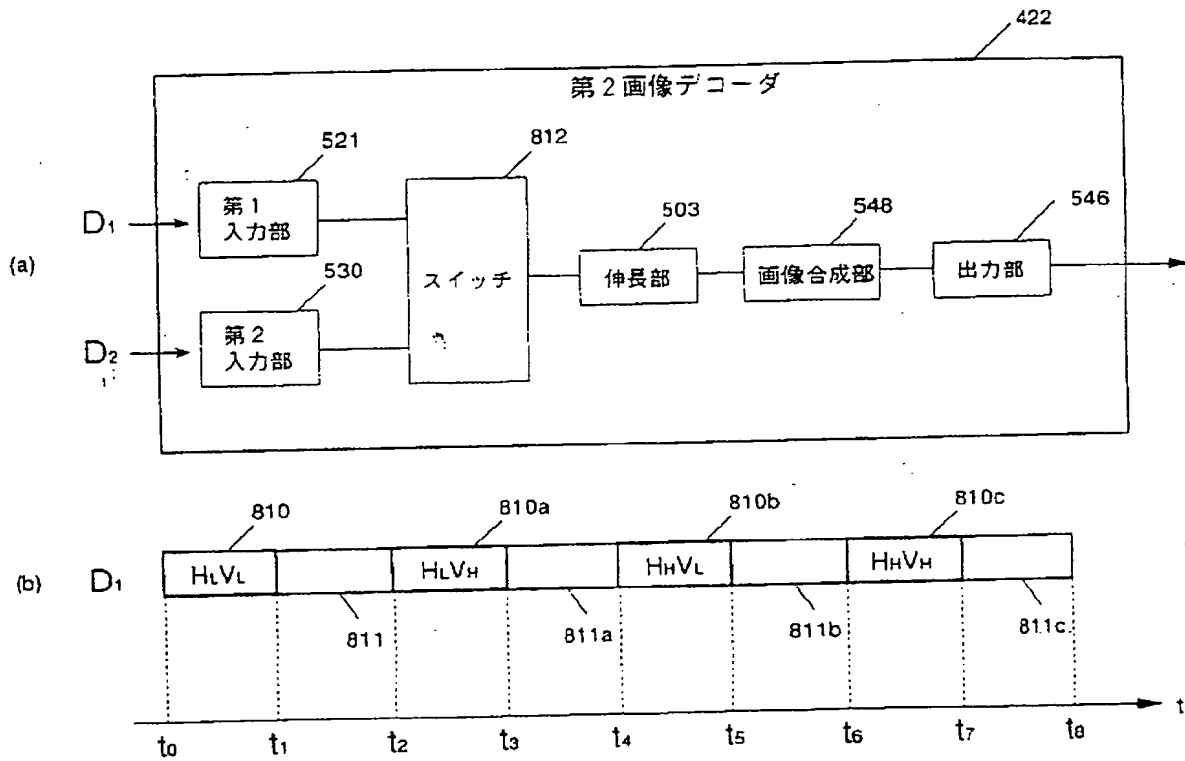 422
第2画像デコーダ
521
812
第1
入力部
D1
スイッチ
503
伸長部
548
画像合成部
546
出力部
(a)
530
第2
入力部
D2
810
810a
810b
810c
(b)
D1
HLVL
HLVH
HHVL
HHVH
811
811a
811b
811c
t
t0
t1
t2
t3
t4
t5
t6
t7
t8